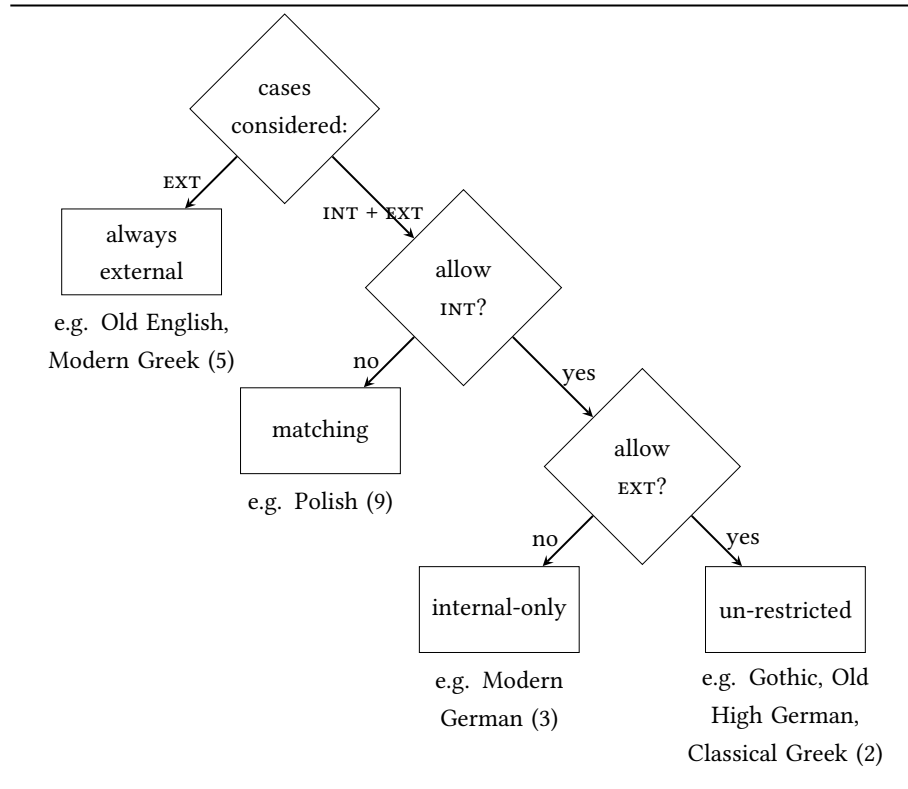 cases
considered:
EXT
INT + EXT
always
external
e.g. Old English,
Modern Greek (5)
allow
INT?
no
yes
matching
e.g. Polish (9)
allow
EXT?
no
yes
internal-only
un-restricted
e.g. Modern
German (3)
e.g. Gothic, Old
High German,
Classical Greek (2)